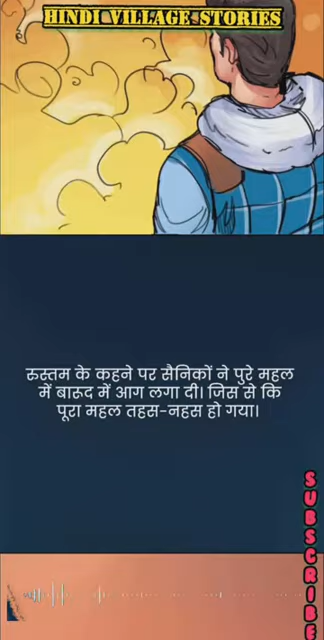 HINDI VILLAGE STORIES
रुस्तम के कहने पर सैनिकों ने पुरे महल
में बारूद में आग लगा दी। जिस से कि
पूरा महल तहस-नहस हो गया।
SUBSCRIBE